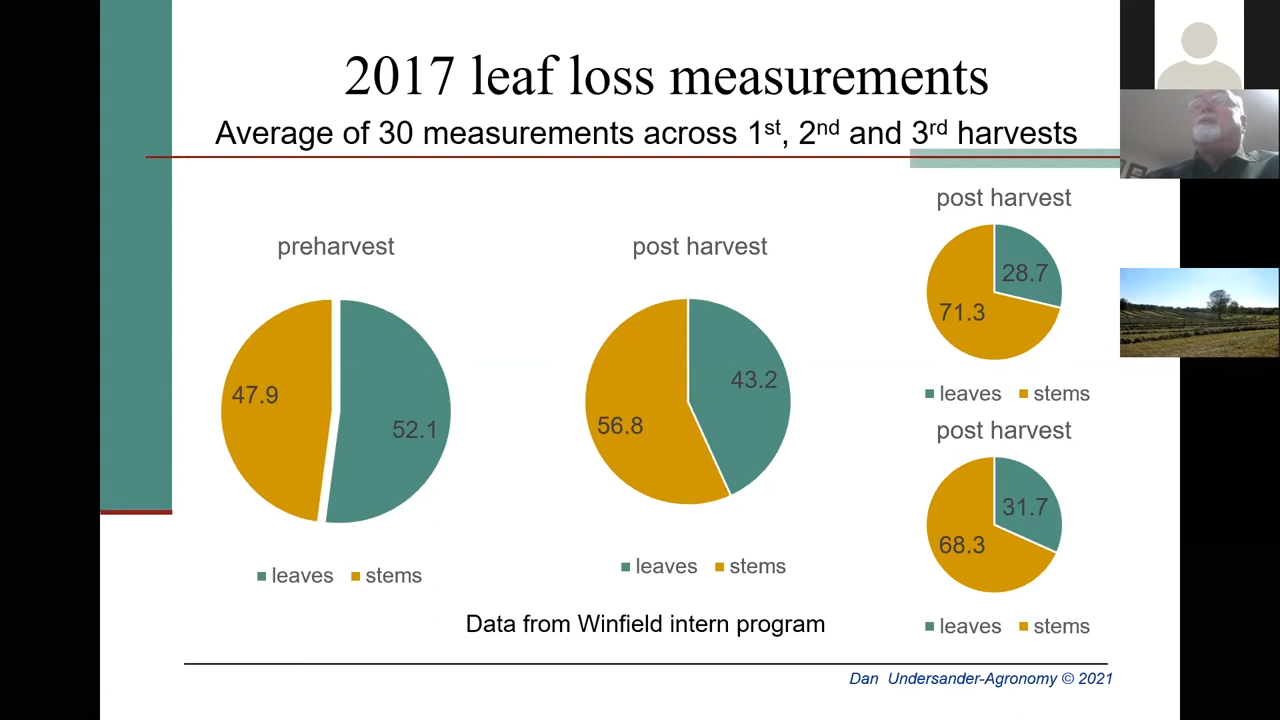 2017 leaf loss measurements
Average of 30 measurements across 1st, 2nd and 3rd harvests
preharvest
47.9
52.1
leaves stems
post harvest
43.2
56.8
leaves stems
post harvest
28.7
71.3
leaves stems
post harvest
31.7
68.3
leaves stems
Data from Winfield intern program
Dan Undersander-Agronomy © 2021